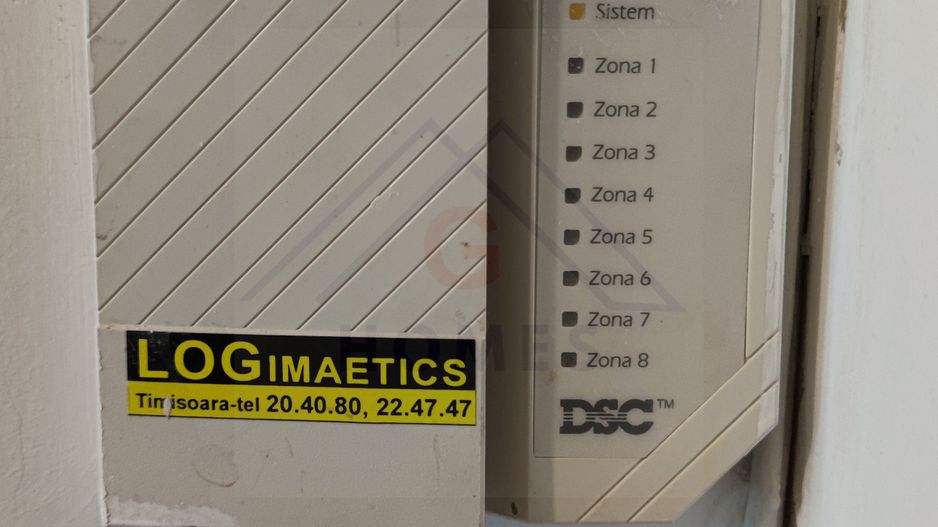 Sistem
Zona 1
Zona 2
Zona 3
Zona 4
Zona 5
Zona 6
Zona 7
Zona 8
DSC™
LOGIMAETICS
Timisoara-tel 20.40.80, 22.47.47
G
HOMES